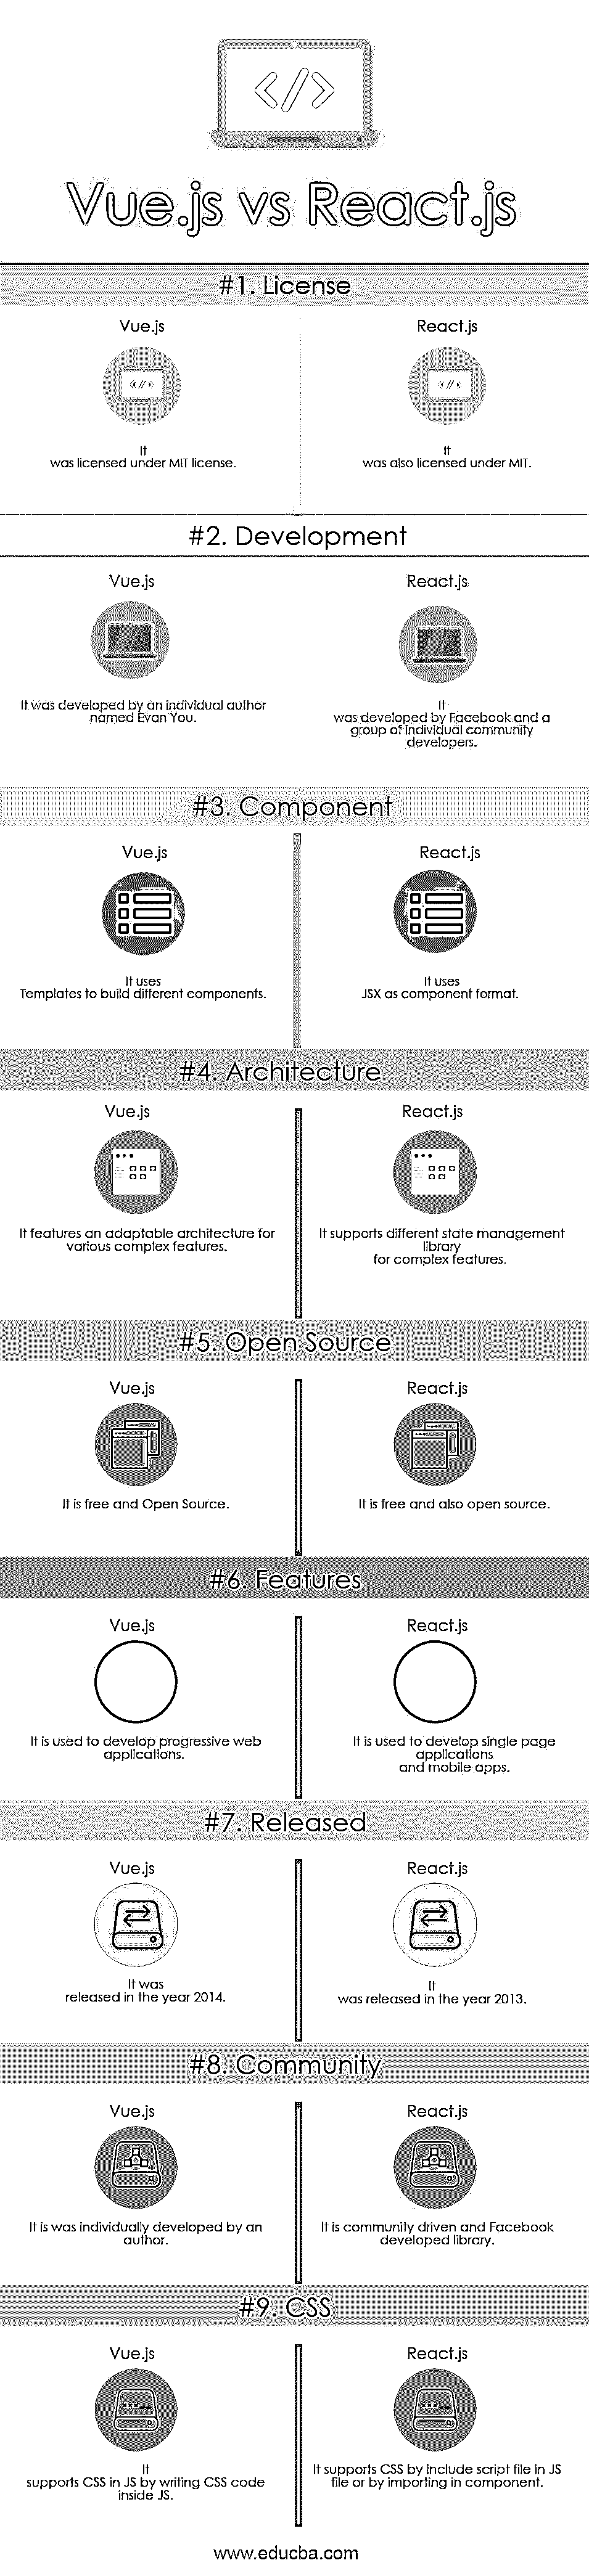 </>
Vue.js vs React.js
#1. License
Vue.js
React.js
</>
</>
It
was licensed under MIT license.
It
was also licensed under MIT.
#2. Development
Vue.js
React.js
It was developed by an individual author
named Evan You.
It
was developed by Facebook and a
group of individual community
developers.
#3. Component
Vue.js
React.js
It uses
Templates to build different components.
It uses
JSX as component format.
#4. Architecture
Vue.js
React.js
It features an adaptable architecture for
various complex features.
It supports different state management
library
for complex features.
#5. Open Source
Vue.js
React.js
It is free and Open Source.
It is free and also open source.
#6. Features
Vue.js
React.js
It is used to develop progressive web
applications.
It is used to develop single page
applications
and mobile apps.
#7. Released
Vue.js
React.js
It was
released in the year 2014.
It
was released in the year 2013.
#8. Community
Vue.js
React.js
It is was individually developed by an
author.
It is community driven and Facebook
developed library.
#9. CSS
Vue.js
React.js
It
supports CSS in JS by writing CSS code
inside JS.
It supports CSS by include script file in JS
file or by importing in component.
www.educba.com